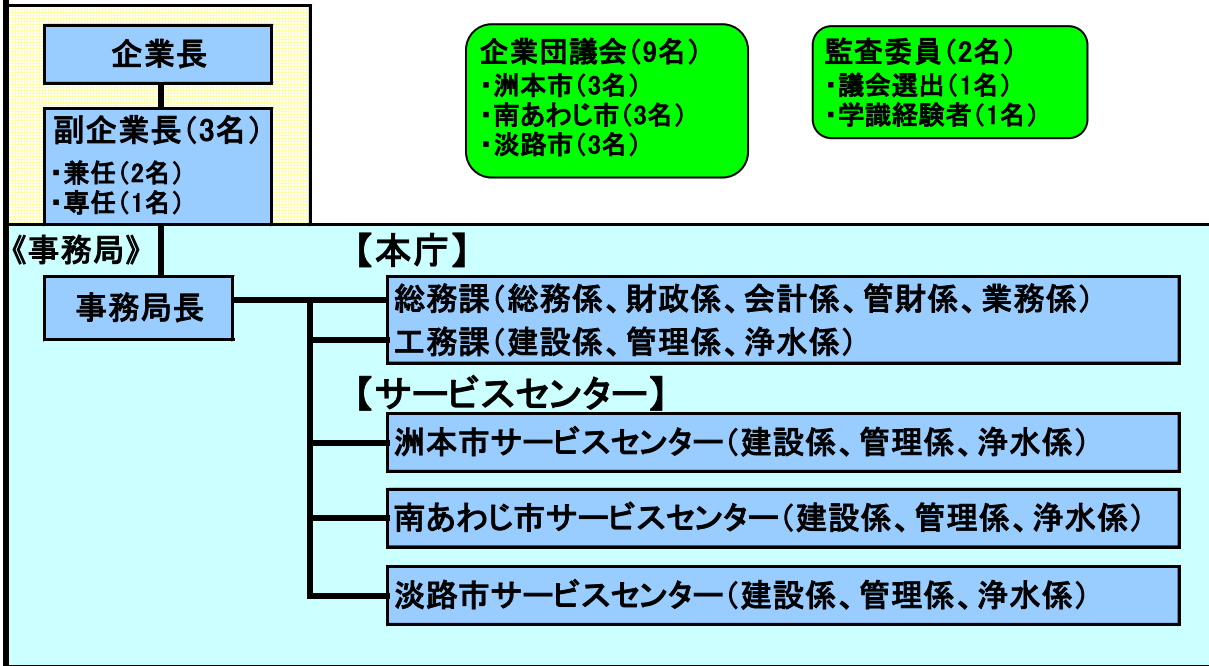 企業長
副企業長(3名)
・兼任(2名)
・専任(1名)
企業団議会(9名)
・洲本市(3名)
・南あわじ市(3名)
・淡路市(3名)
監査委員(2名)
・議会選出(1名)
・学識経験者(1名)
《事務局》
事務局長
【本庁】
総務課(総務係、財政係、会計係、管財係、業務係)
工務課(建設係、管理係、浄水係)
【サービスセンター】
洲本市サービスセンター(建設係、管理係、浄水係)
南あわじ市サービスセンター(建設係、管理係、浄水係)
淡路市サービスセンター(建設係、管理係、浄水係)